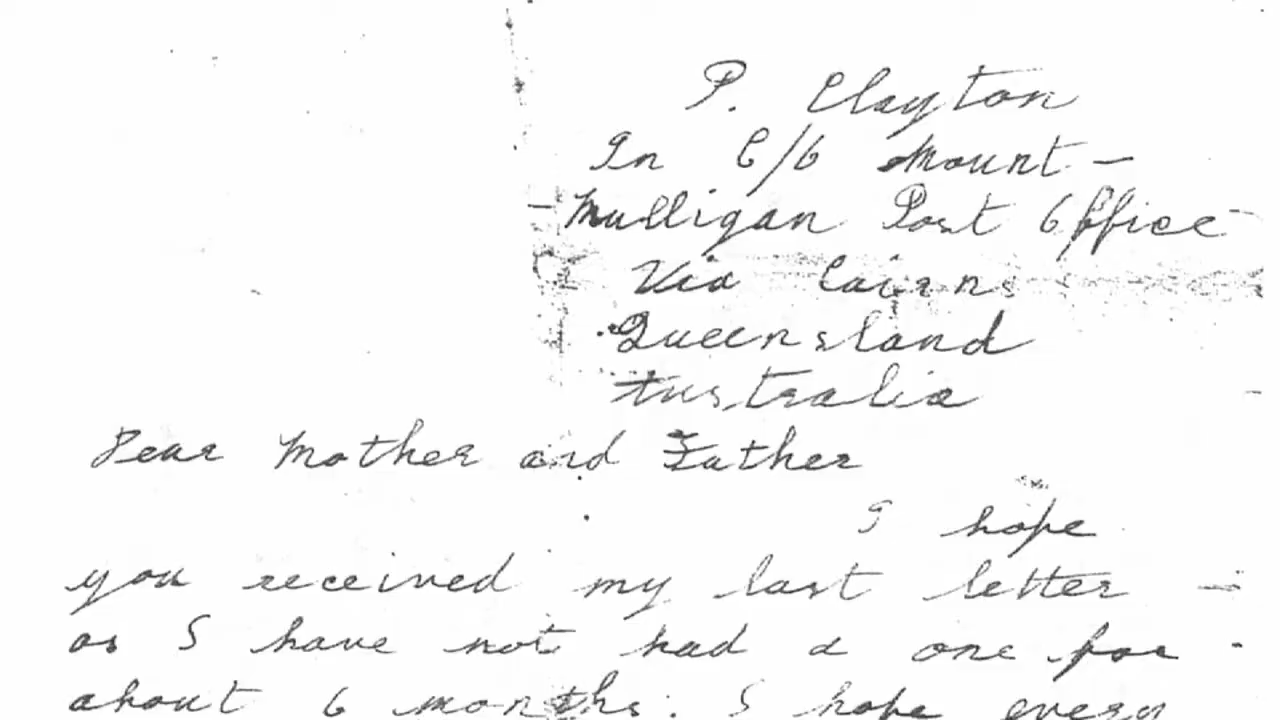 P. Clayton
In C/O Mount-
Mulligan Post Office
Via Cairns
Queensland
Australia
Dear Mother and Father
I hope
you received my last letter -
as I have not had a one for
about 6 months. I hope every